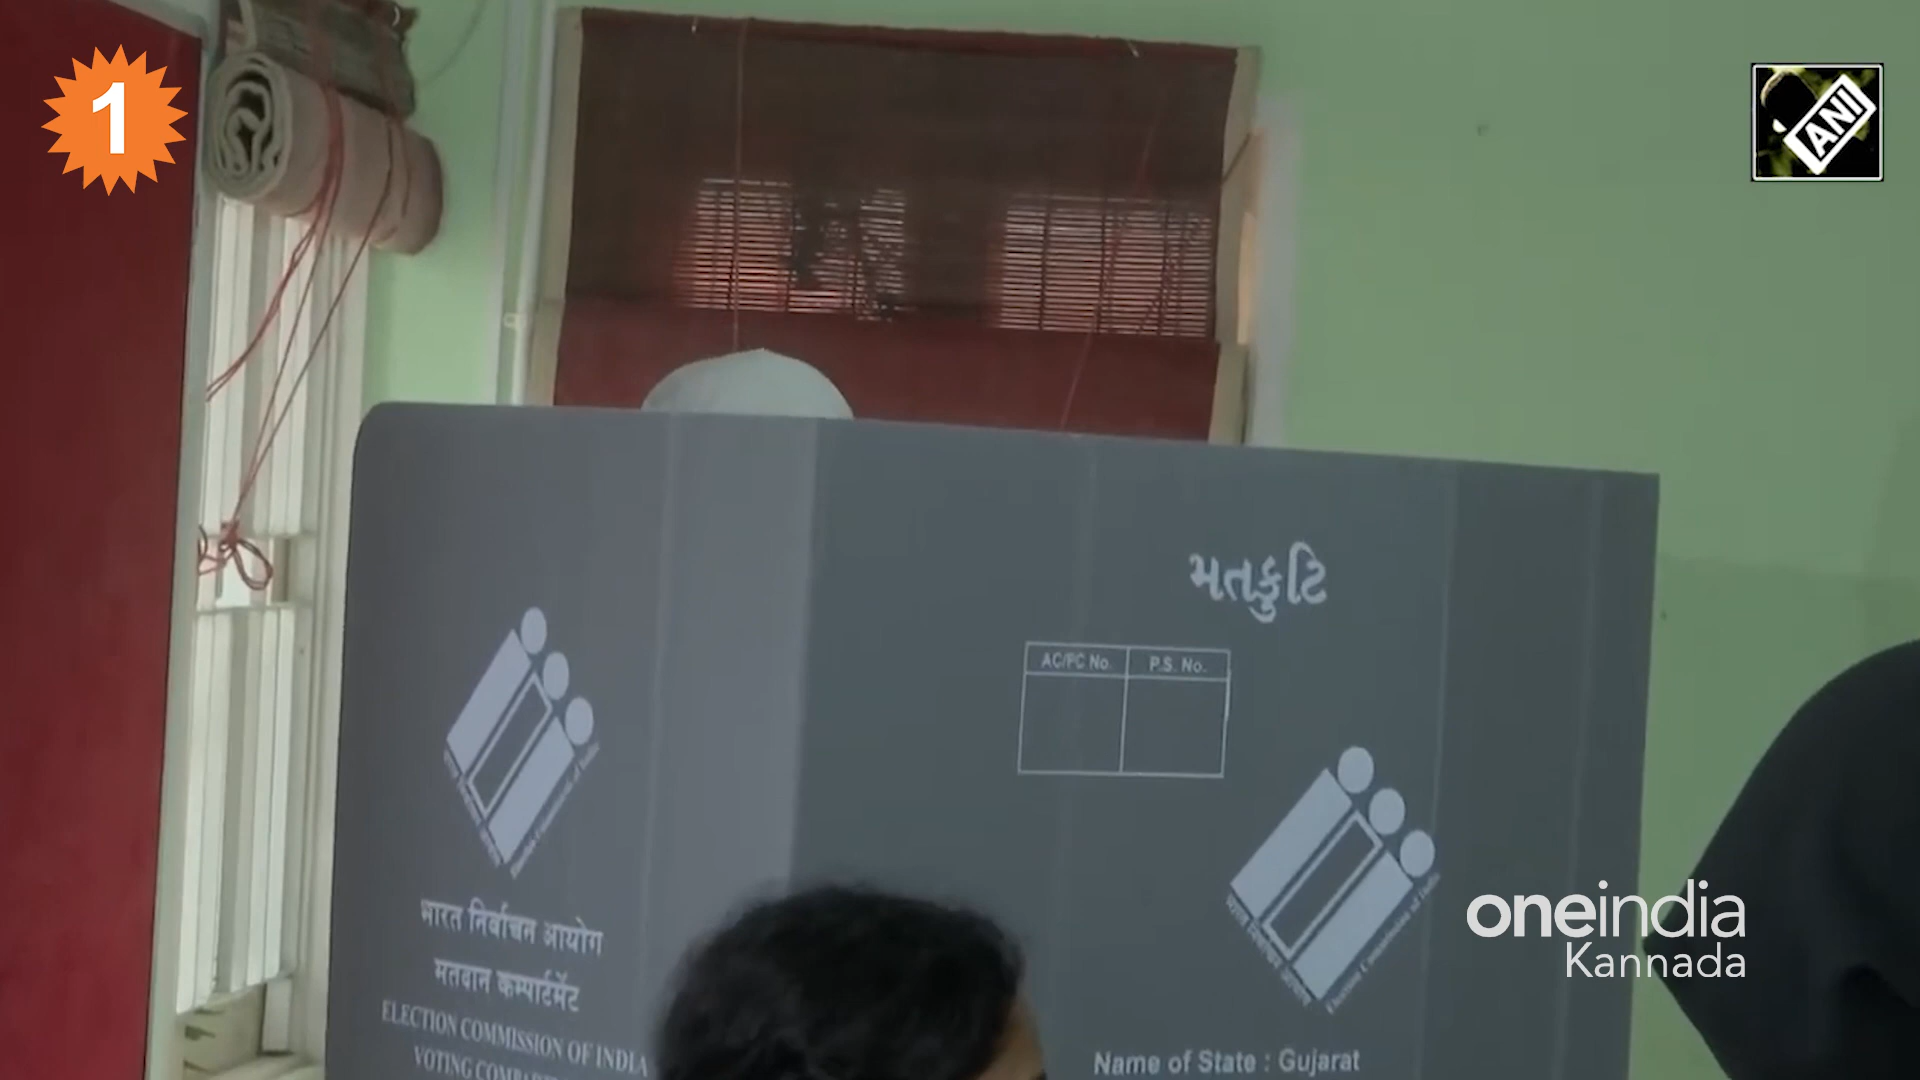 1
ANI
મતકુટિ
AC/PC No. P.S. No.
भारत निर्वाचन आयोग
मतदान कम्पार्टमेंट
ELECTION COMMISSION OF INDIA
VOTING
Name of State : Gujarat
oneindia
Kannada